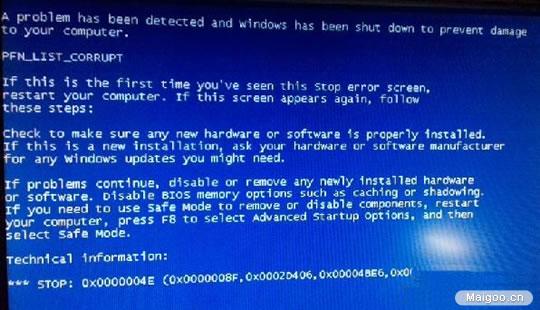 A problem has been detected and windows has been shut down to prevent damage
to your computer.
PFN_LIST_CORRUPT
If this is the first time you've seen this Stop error screen,
restart your computer. If this screen appears again, follow
these steps:
Check to make sure any new hardware or software is properly installed.
If this is a new installation, ask your hardware or software manufacturer
for any Windows updates you might need.
If problems continue, disable or remove any newly installed hardware
or software. Disable BIOS memory options such as caching or shadowing.
If you need to use Safe Mode to remove or disable components, restart
your computer, press F8 to select Advanced Startup Options, and then
select Safe Mode.
Technical information:
*** STOP: 0x0000004E (0x0000008F,0x0002D406,0x00004BE6,0x0
Maigoo.cn